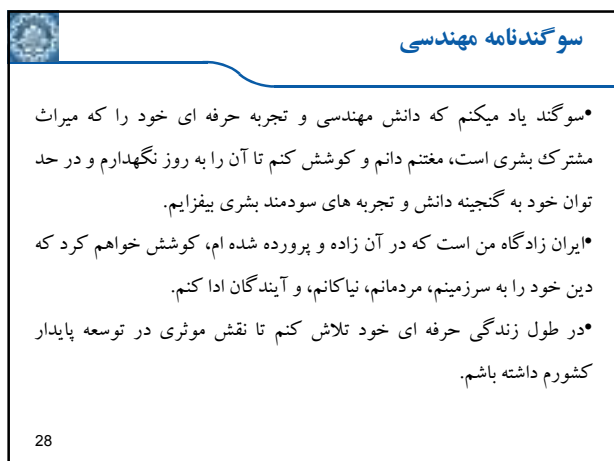 سوگندنامه مهندسی
•سوگند یاد میکنم که دانش مهندسی و تجربه حرفه ای خود را که میراث
مشترک بشری است، مغتنم دانم و کوشش کنم تا آن را به روز نگهدارم و در حد
توان خود به گنجینه دانش و تجربه های سودمند بشری بیفزایم.
•ایران زادگاه من است که در آن زاده و پرورده شده ام، کوشش خواهم کرد که
دین خود را به سرزمینم، مردمانم، نیاکانم، و آیندگان ادا کنم.
•در طول زندگی حرفه ای خود تلاش کنم تا نقش موثری در توسعه پایدار
کشورم داشته باشم.
28